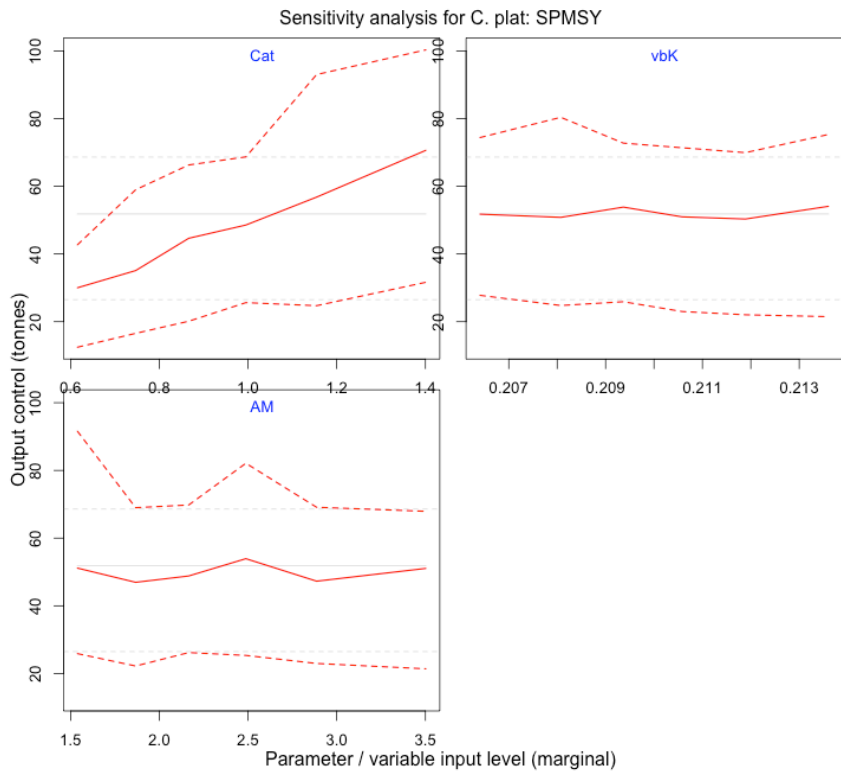 Sensitivity analysis for C. plat: SPMSY
Cat
vbK
100
80
60
40
20
100
80
60
40
20
0.6 0.8 1.0 1.2 1.4
0.207 0.209 0.211 0.213
AM
100
80
60
40
20
1.5 2.0 2.5 3.0 3.5
Output control (tonnes)
Parameter / variable input level (marginal)